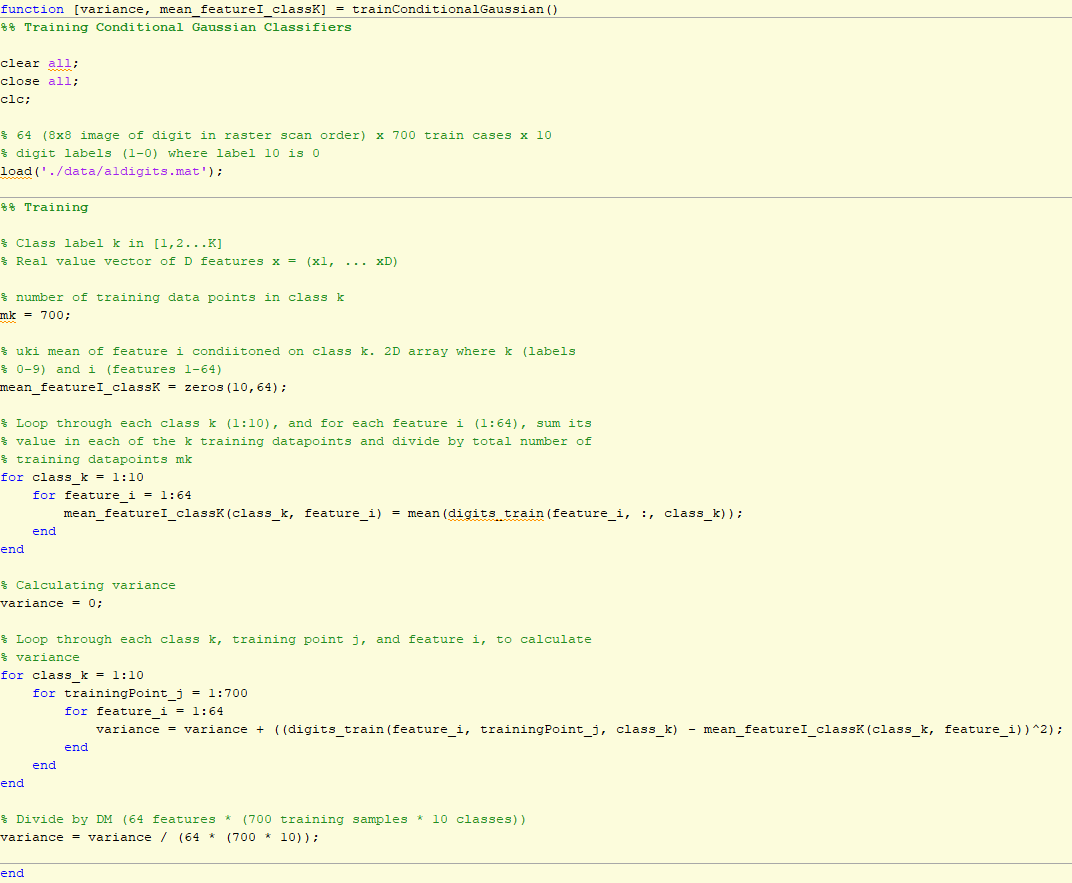 function [variance, mean_featureI_classK] = trainConditionalGaussian()
%% Training Conditional Gaussian Classifiers
clear all;
close all;
clc;
% 64 (8x8 image of digit in raster scan order) x 700 train cases x 10
% digit labels (1-0) where label 10 is 0
load('./data/a1digits.mat');
%% Training
% Class label k in [1,2...K]
% Real value vector of D features x = (x1, ... xD)
% number of training data points in class k
mk = 700;
% uki mean of feature i condiitoned on class k. 2D array where k (labels
% 0-9) and i (features 1-64)
mean_featureI_classK = zeros(10,64);
% Loop through each class k (1:10), and for each feature i (1:64), sum its
% value in each of the k training datapoints and divide by total number of
% training datapoints mk
for class_k = 1:10
    for feature_i = 1:64
        mean_featureI_classK(class_k, feature_i) = mean(digits_train(feature_i, :, class_k));
    end
end
% Calculating variance
variance = 0;
% Loop through each class k, training point j, and feature i, to calculate
% variance
for class_k = 1:10
    for trainingPoint_j = 1:700
        for feature_i = 1:64
            variance = variance + ((digits_train(feature_i, trainingPoint_j, class_k) - mean_featureI_classK(class_k, feature_i))^2);
        end
    end
end
% Divide by DM (64 features * (700 training samples * 10 classes))
variance = variance / (64 * (700 * 10));
end